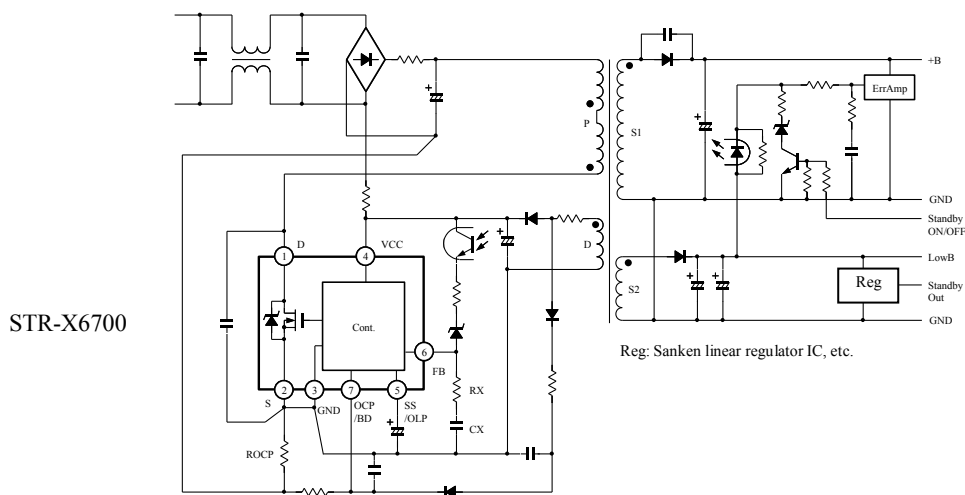 +B
ErrAmp
P
S1
GND
Standby
ON/OFF
D
VCC
D
1
4
LowB
S2
Reg
Standby
Out
STR-X6700
Cont.
GND
6
FB
Reg: Sanken linear regulator IC, etc.
2
3
7
5
RX
S
GND
OCP
/BD
SS
/OLP
CX
ROCP
+
+
+
+
+
+